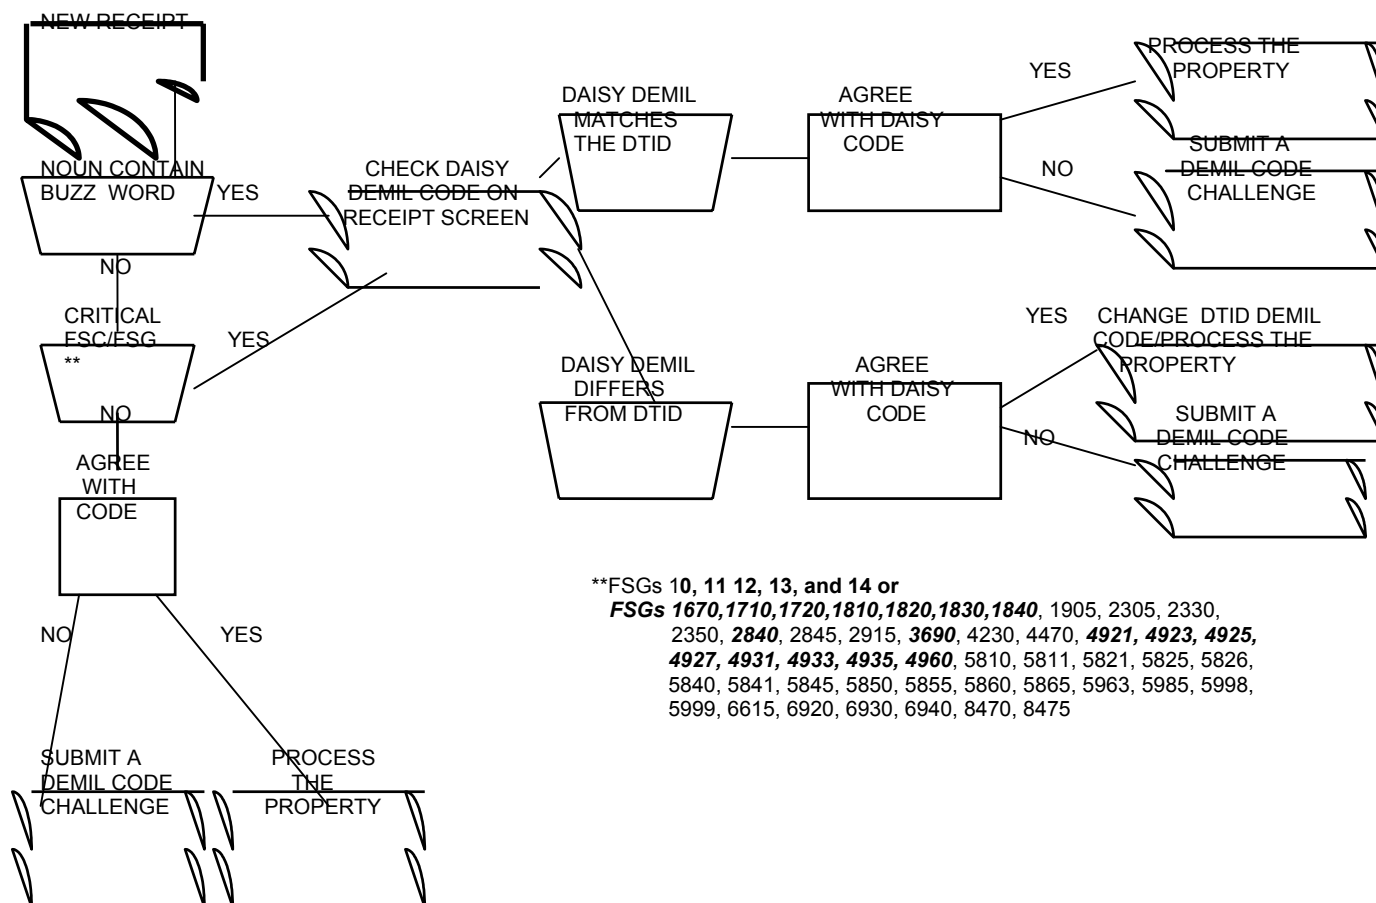 NEW RECEIPT
NOUN CONTAIN
BUZZ WORD
YES
NO
CRITICAL
FSC/FSG
**
YES
NO
AGREE
WITH
CODE
NO
YES
SUBMIT A
DEMIL CODE
CHALLENGE
PROCESS
THE
PROPERTY
CHECK DAISY
DEMIL CODE ON
RECEIPT SCREEN
DAISY DEMIL
MATCHES
THE DTID
AGREE
WITH DAISY
CODE
YES
PROCESS THE
PROPERTY
NO
SUBMIT A
DEMIL CODE
CHALLENGE
DAISY DEMIL
DIFFERS
FROM DTID
AGREE
WITH DAISY
CODE
YES
CHANGE DTID DEMIL
CODE/PROCESS THE
PROPERTY
NO
SUBMIT A
DEMIL CODE
CHALLENGE
**FSGs 10, 11 12, 13, and 14 or
FSGs 1670,1710,1720,1810,1820,1830,1840, 1905, 2305, 2330,
2350, 2840, 2845, 2915, 3690, 4230, 4470, 4921, 4923, 4925,
4927, 4931, 4933, 4935, 4960, 5810, 5811, 5821, 5825, 5826,
5840, 5841, 5845, 5850, 5855, 5860, 5865, 5963, 5985, 5998,
5999, 6615, 6920, 6930, 6940, 8470, 8475